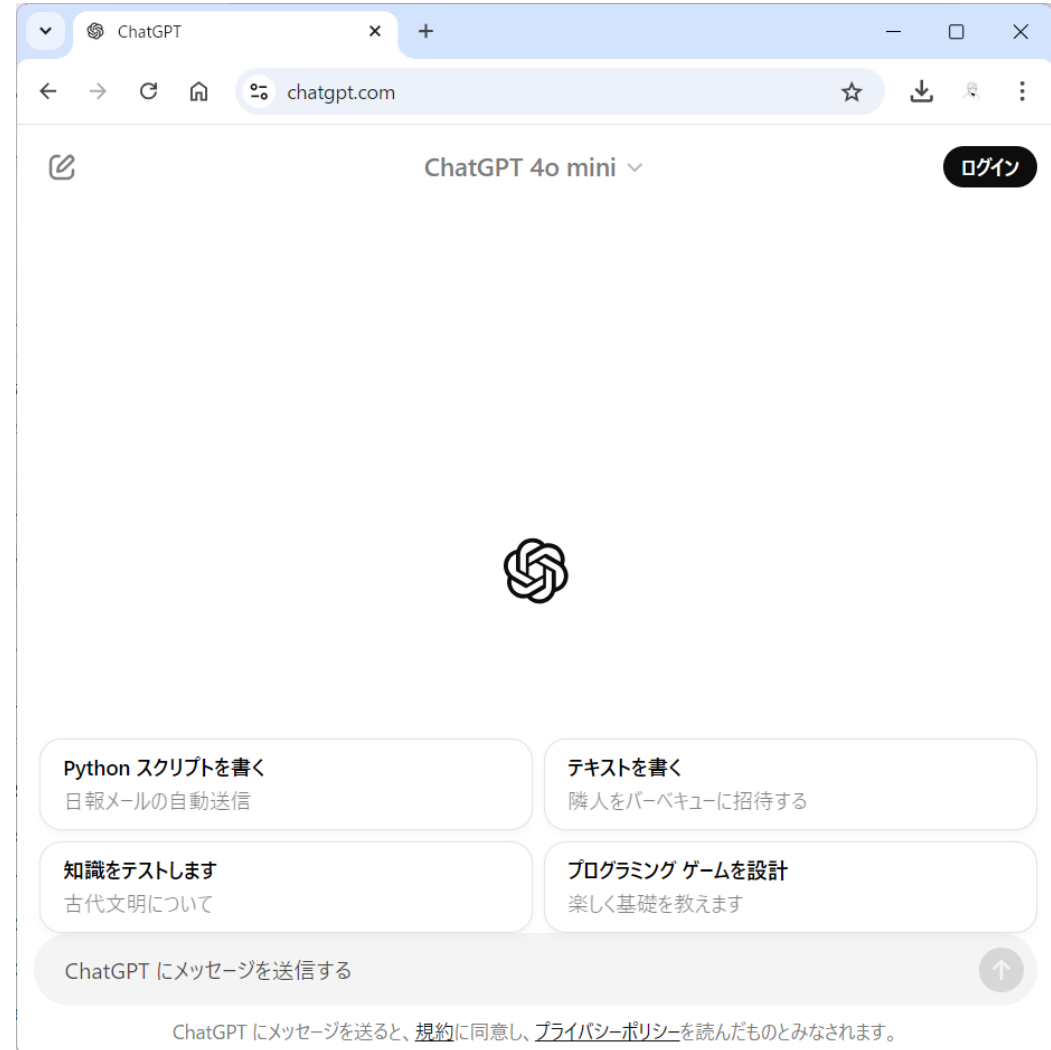 ChatGPT
chatgpt.com
ChatGPT 4o mini
ログイン
Python スクリプトを書く
日報メールの自動送信
テキストを書く
隣人をバーベキューに招待する
知識をテストします
古代文明について
プログラミング ゲームを設計
楽しく基礎を教えます
ChatGPT にメッセージを送信する
ChatGPT にメッセージを送ると、規約に同意し、プライバシーポリシーを読んだものとみなされます。